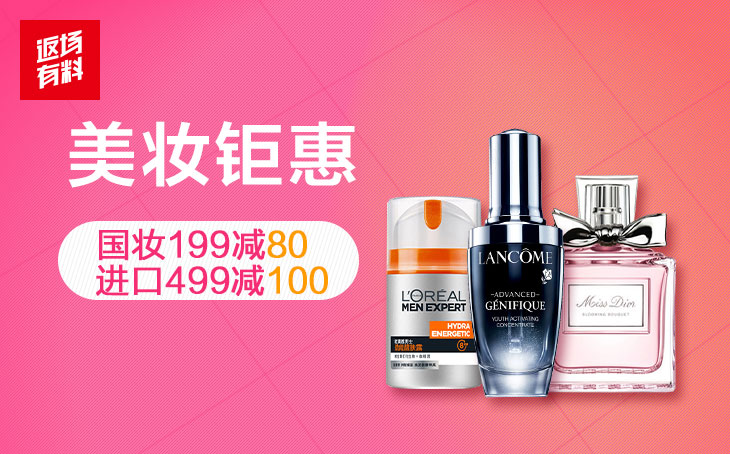 返场
有料
美妆钜惠
国妆199减80
进口499减100
L'ORÉAL
MEN EXPERT
HYDRA
ENERGETIC
8+
LANCÔME
ADVANCED
GÉNIFIQUE
YOUTH ACTIVATING
CONCENTRATE
Miss Dior
BLOOMING BOUQUET